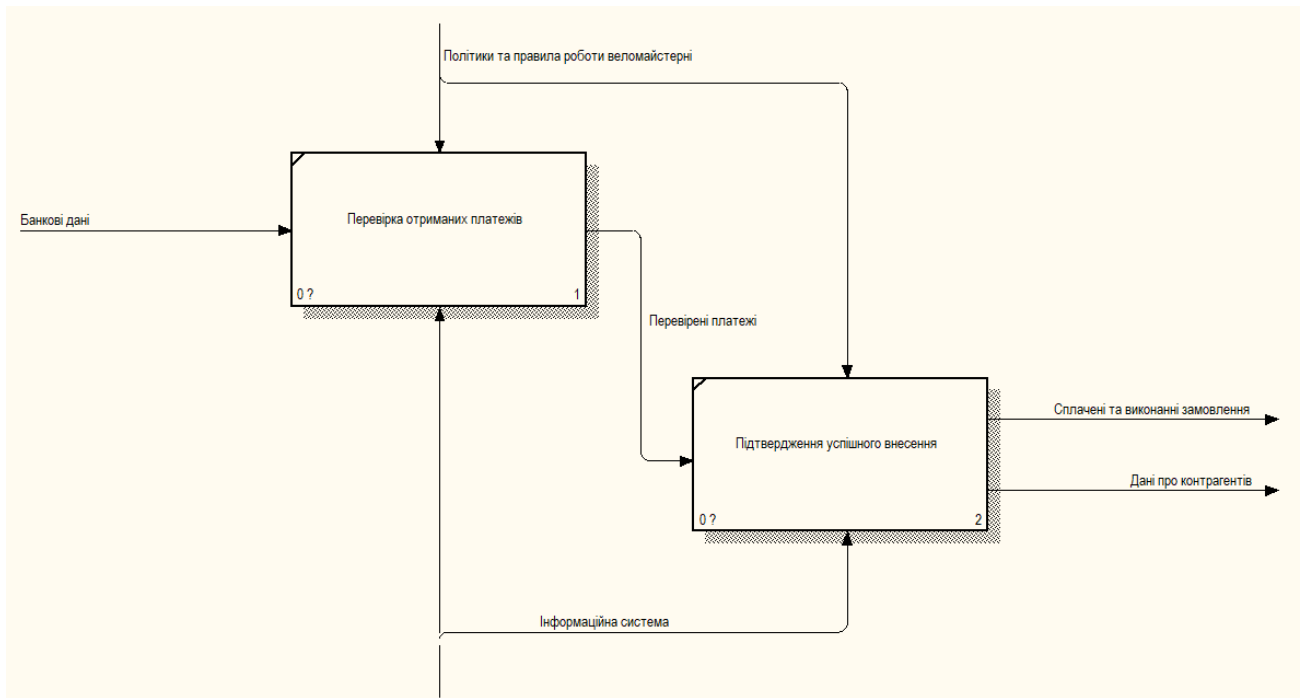 Політики та правила роботи веломайстерні
Банкові дані
Перевірка отриманих платежів
0 ?
1
Перевірені платежі
Сплачені та виконанні замовлення
Підтвердження успішного внесення
Дані про контрагентів
0 ?
2
Інформаційна система